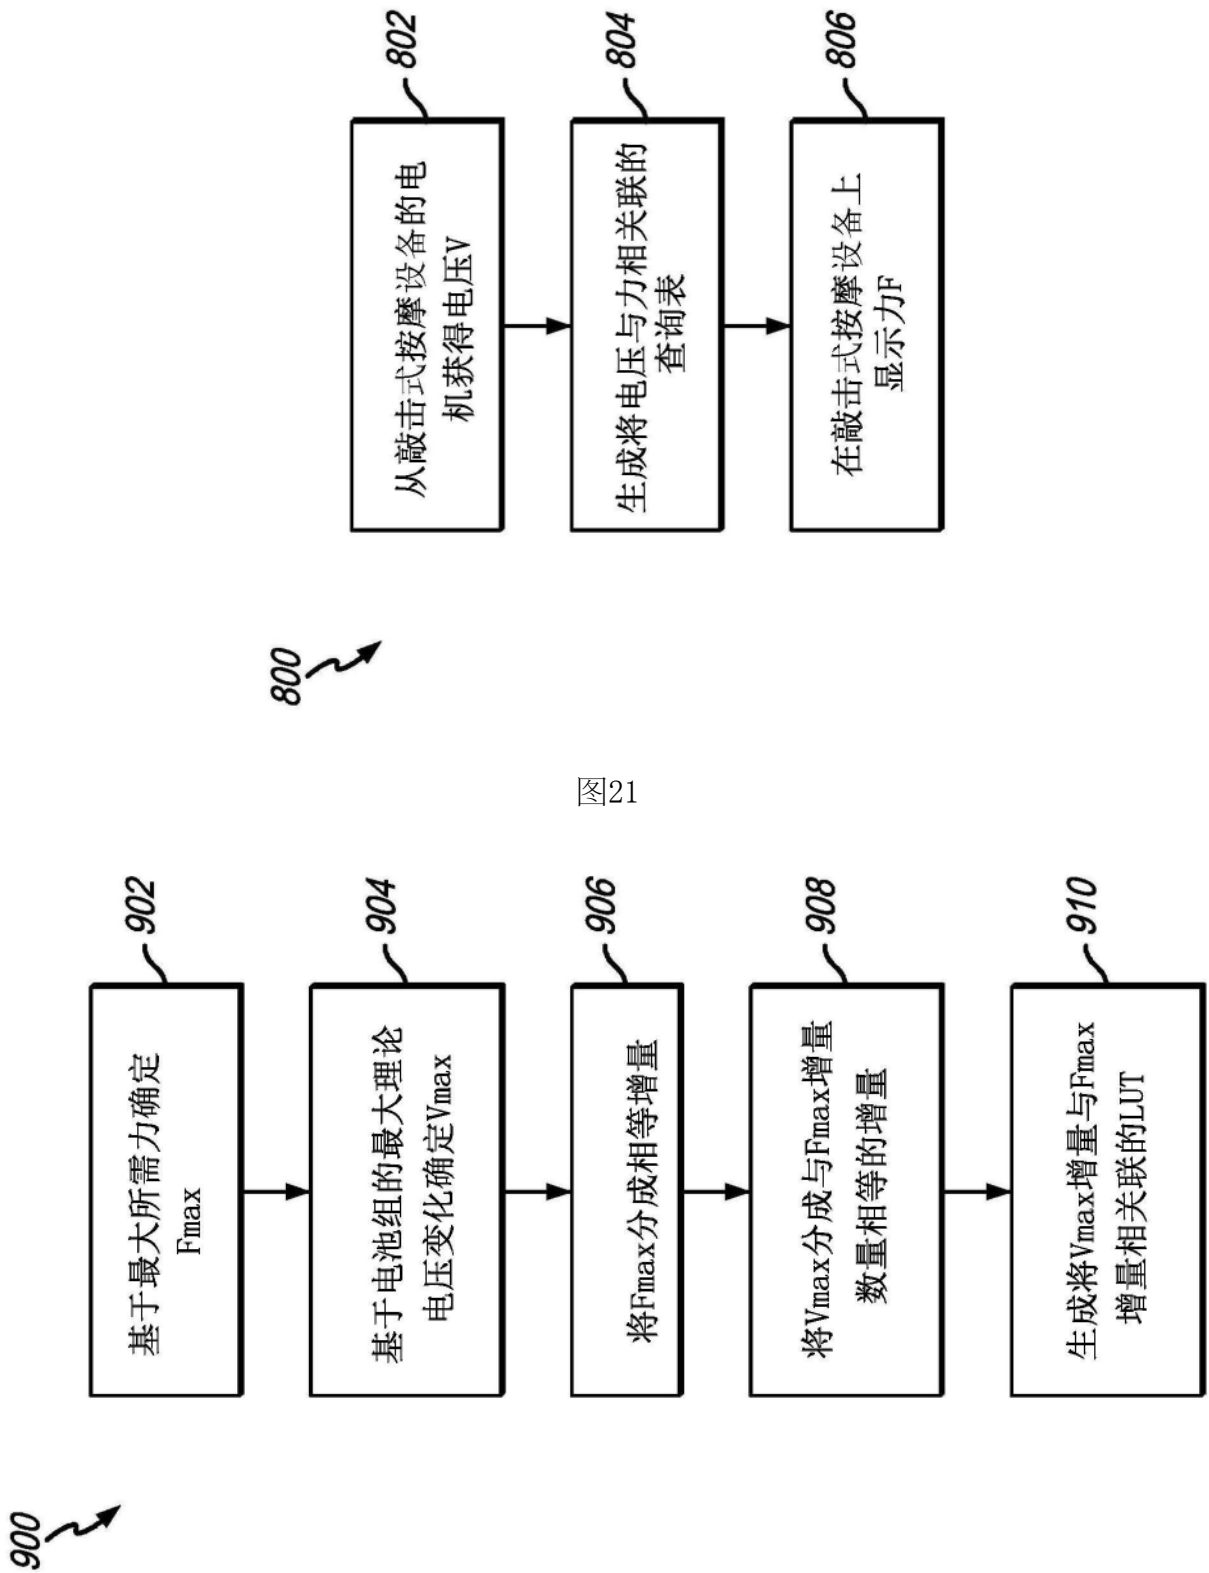 800
802
从敲击式按摩设备的电
机获得电压V
804
生成将电压与力相关联的
查询表
806
在敲击式按摩设备上
显示力F
图21
900
902
基于最大所需力确定
Fmax
904
基于电池组的最大理论
电压变化确定Vmax
906
将Fmax分成相等增量
908
将Vmax分成与Fmax增量
数量相等的增量
910
生成将Vmax增量与Fmax
增量相关联的LUT